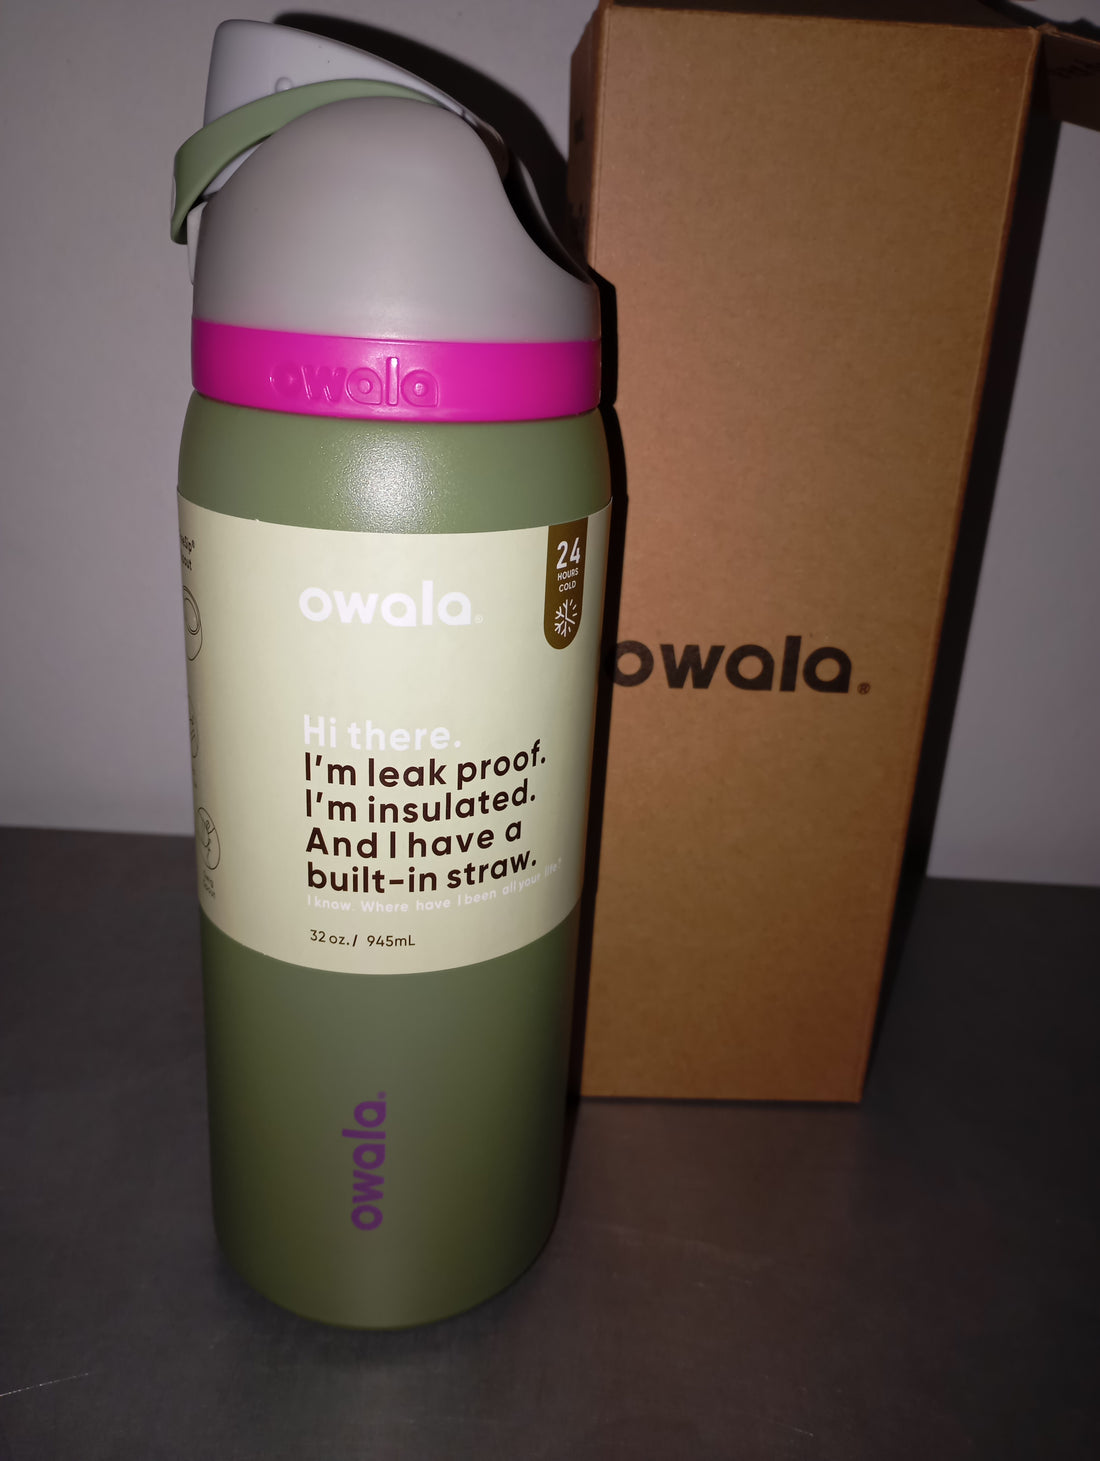 owala
24
HOURS
COLD
owala®
Hi there.
I'm leak proof.
I'm insulated.
And I have a
built-in straw.
I know. Where have I been all your life?
32 oz. / 945mL
owala.
owala®